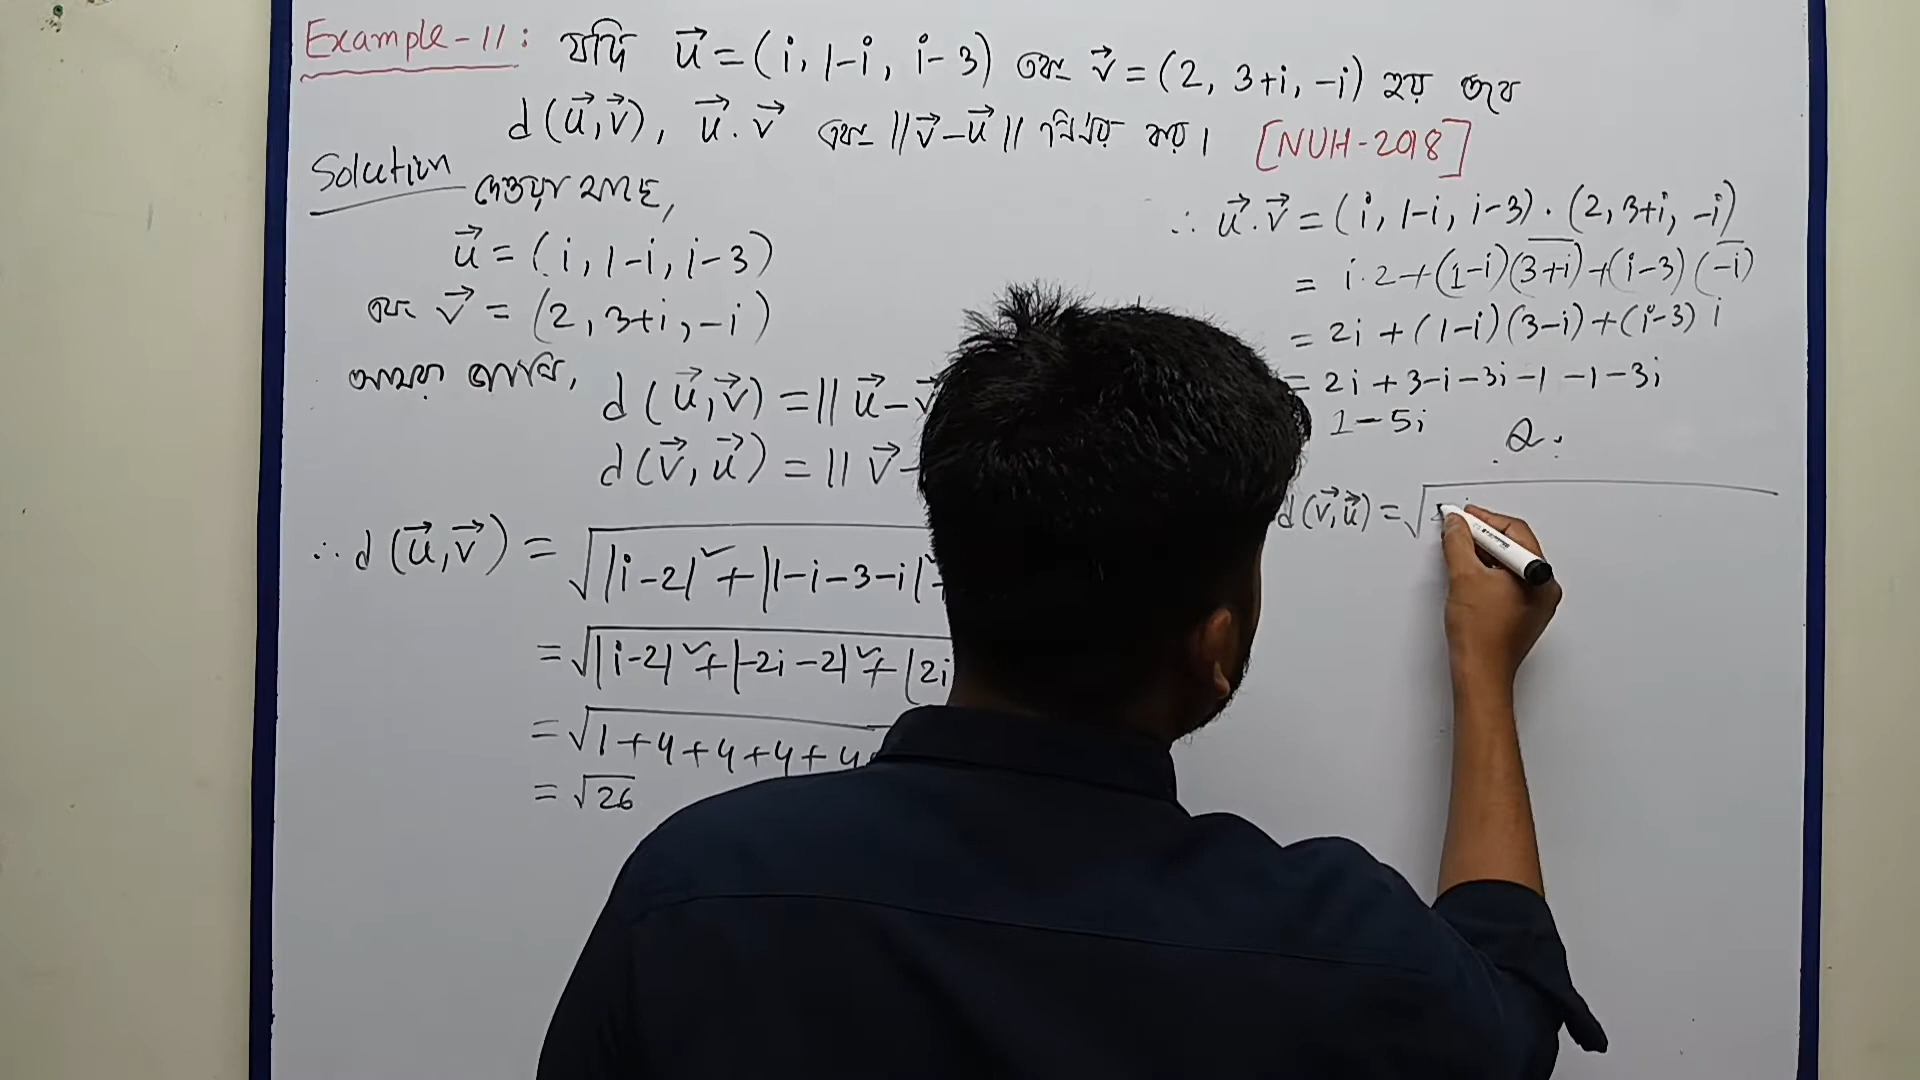 Example-11: যদি u⃗ = (i, 1-i, i-3) এবং v⃗ = (2, 3+i, -i) হয় তবে
d(u⃗,v⃗), u⃗.v⃗ এবং ||v⃗-u⃗|| নির্ণয় কর। [NUH-2018]
Solution দেওয়া আছে,
u⃗ = (i, 1-i, i-3)
এবং v⃗ = (2, 3+i, -i)
আমরা জানি, d(u⃗,v⃗) = ||u⃗-v⃗
d(v⃗,u⃗) = ||v⃗-
∴ d(u⃗,v⃗) = √|i-2|² + |1-i-3-i|²+
= √|i-2|² + |-2i-2|² + |2i
= √1+4+4+4+4
= √26
∴ u⃗.v⃗ = (i, 1-i, i-3) . (2, 3+i, -i)
= i.2+(1-i)(3̅+̅i̅)+(i-3)(-̅i̅)
= 2i + (1-i)(3-i)+(i-3) i
= 2i + 3-i-3i-1-1-3i
1-5i
d(v⃗,u⃗) = √